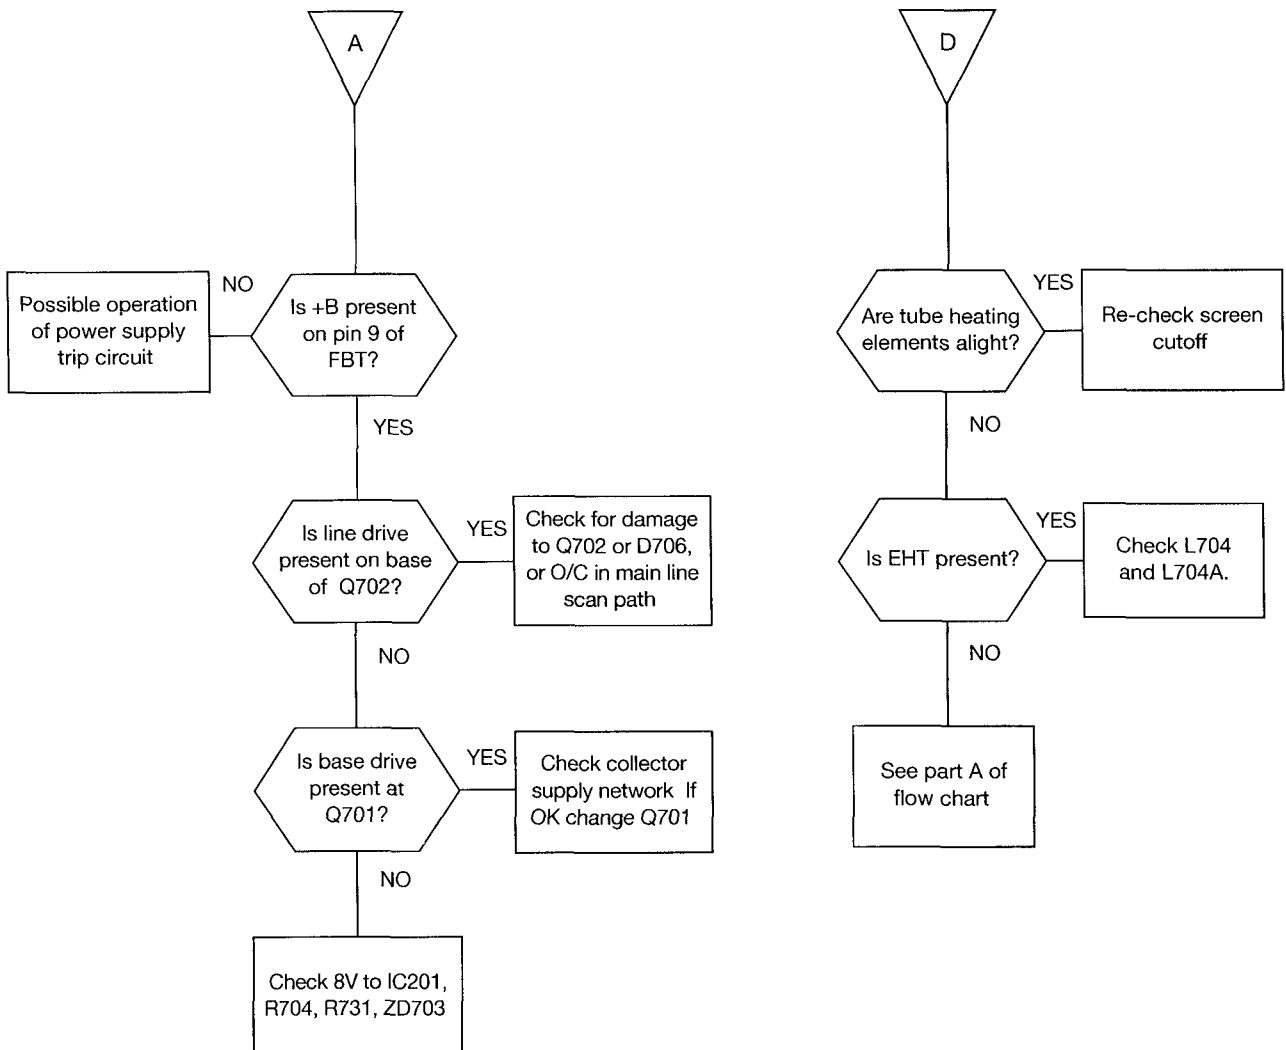 A
NO
Possible operation
of power supply
trip circuit
Is +B present
on pin 9 of
FBT?
YES
Is line drive
present on base
of Q702?
YES
Check for damage
to Q702 or D706,
or O/C in main line
scan path
NO
Is base drive
present at
Q701?
YES
Check collector
supply network If
OK change Q701
NO
Check 8V to IC201,
R704, R731, ZD703
D
Are tube heating
elements alight?
YES
Re-check screen
cutoff
NO
Is EHT present?
YES
Check L704
and L704A.
NO
See part A of
flow chart